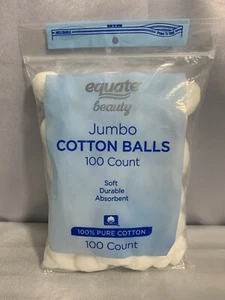 equate
beauty
Jumbo
COTTON BALLS
100 Count
Soft
Durable
Absorbent
100% PURE COTTON
100 Count